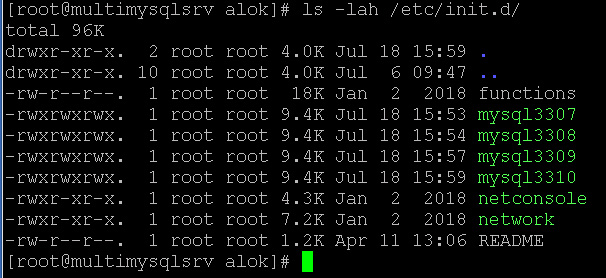 [root@multimysqlsrv alok]# ls -lah /etc/init.d/
total 96K
drwxr-xr-x.  2 root root 4.0K Jul 18 15:59 .
drwxr-xr-x. 10 root root 4.0K Jul  6 09:47 ..
-rw-r--r--.  1 root root  18K Jan  2  2018 functions
-rwxrwxrwx.  1 root root 9.4K Jul 18 15:53 mysql3307
-rwxrwxrwx.  1 root root 9.4K Jul 18 15:54 mysql3308
-rwxrwxrwx.  1 root root 9.4K Jul 18 15:57 mysql3309
-rwxrwxrwx.  1 root root 9.4K Jul 18 15:59 mysql3310
-rwxr-xr-x.  1 root root 4.3K Jan  2  2018 netconsole
-rwxr-xr-x.  1 root root 7.2K Jan  2  2018 network
-rw-r--r--.  1 root root 1.2K Apr 11 13:06 README
[root@multimysqlsrv alok]#